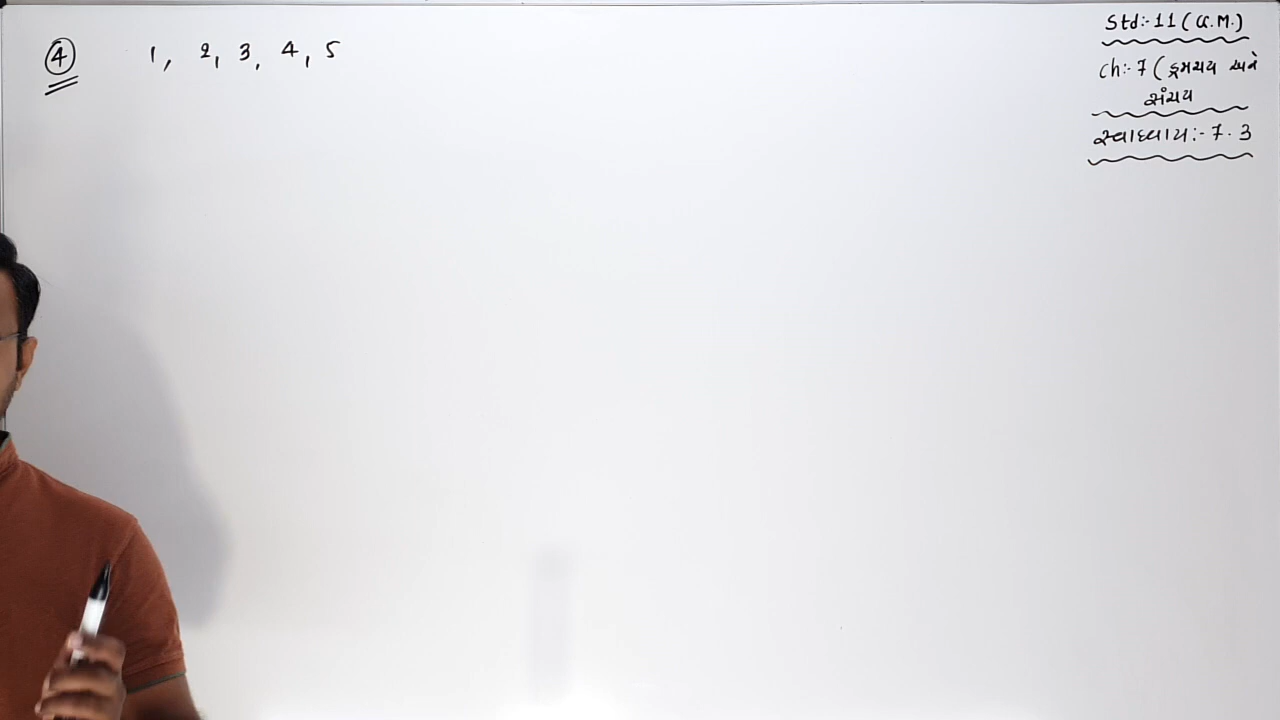 ④ 1, 2, 3, 4, 5
Std:- 11 (G.M.)
Ch:- 7 (ક્રમચય અને
સંચય
સ્વાધ્યાય:- 7.3